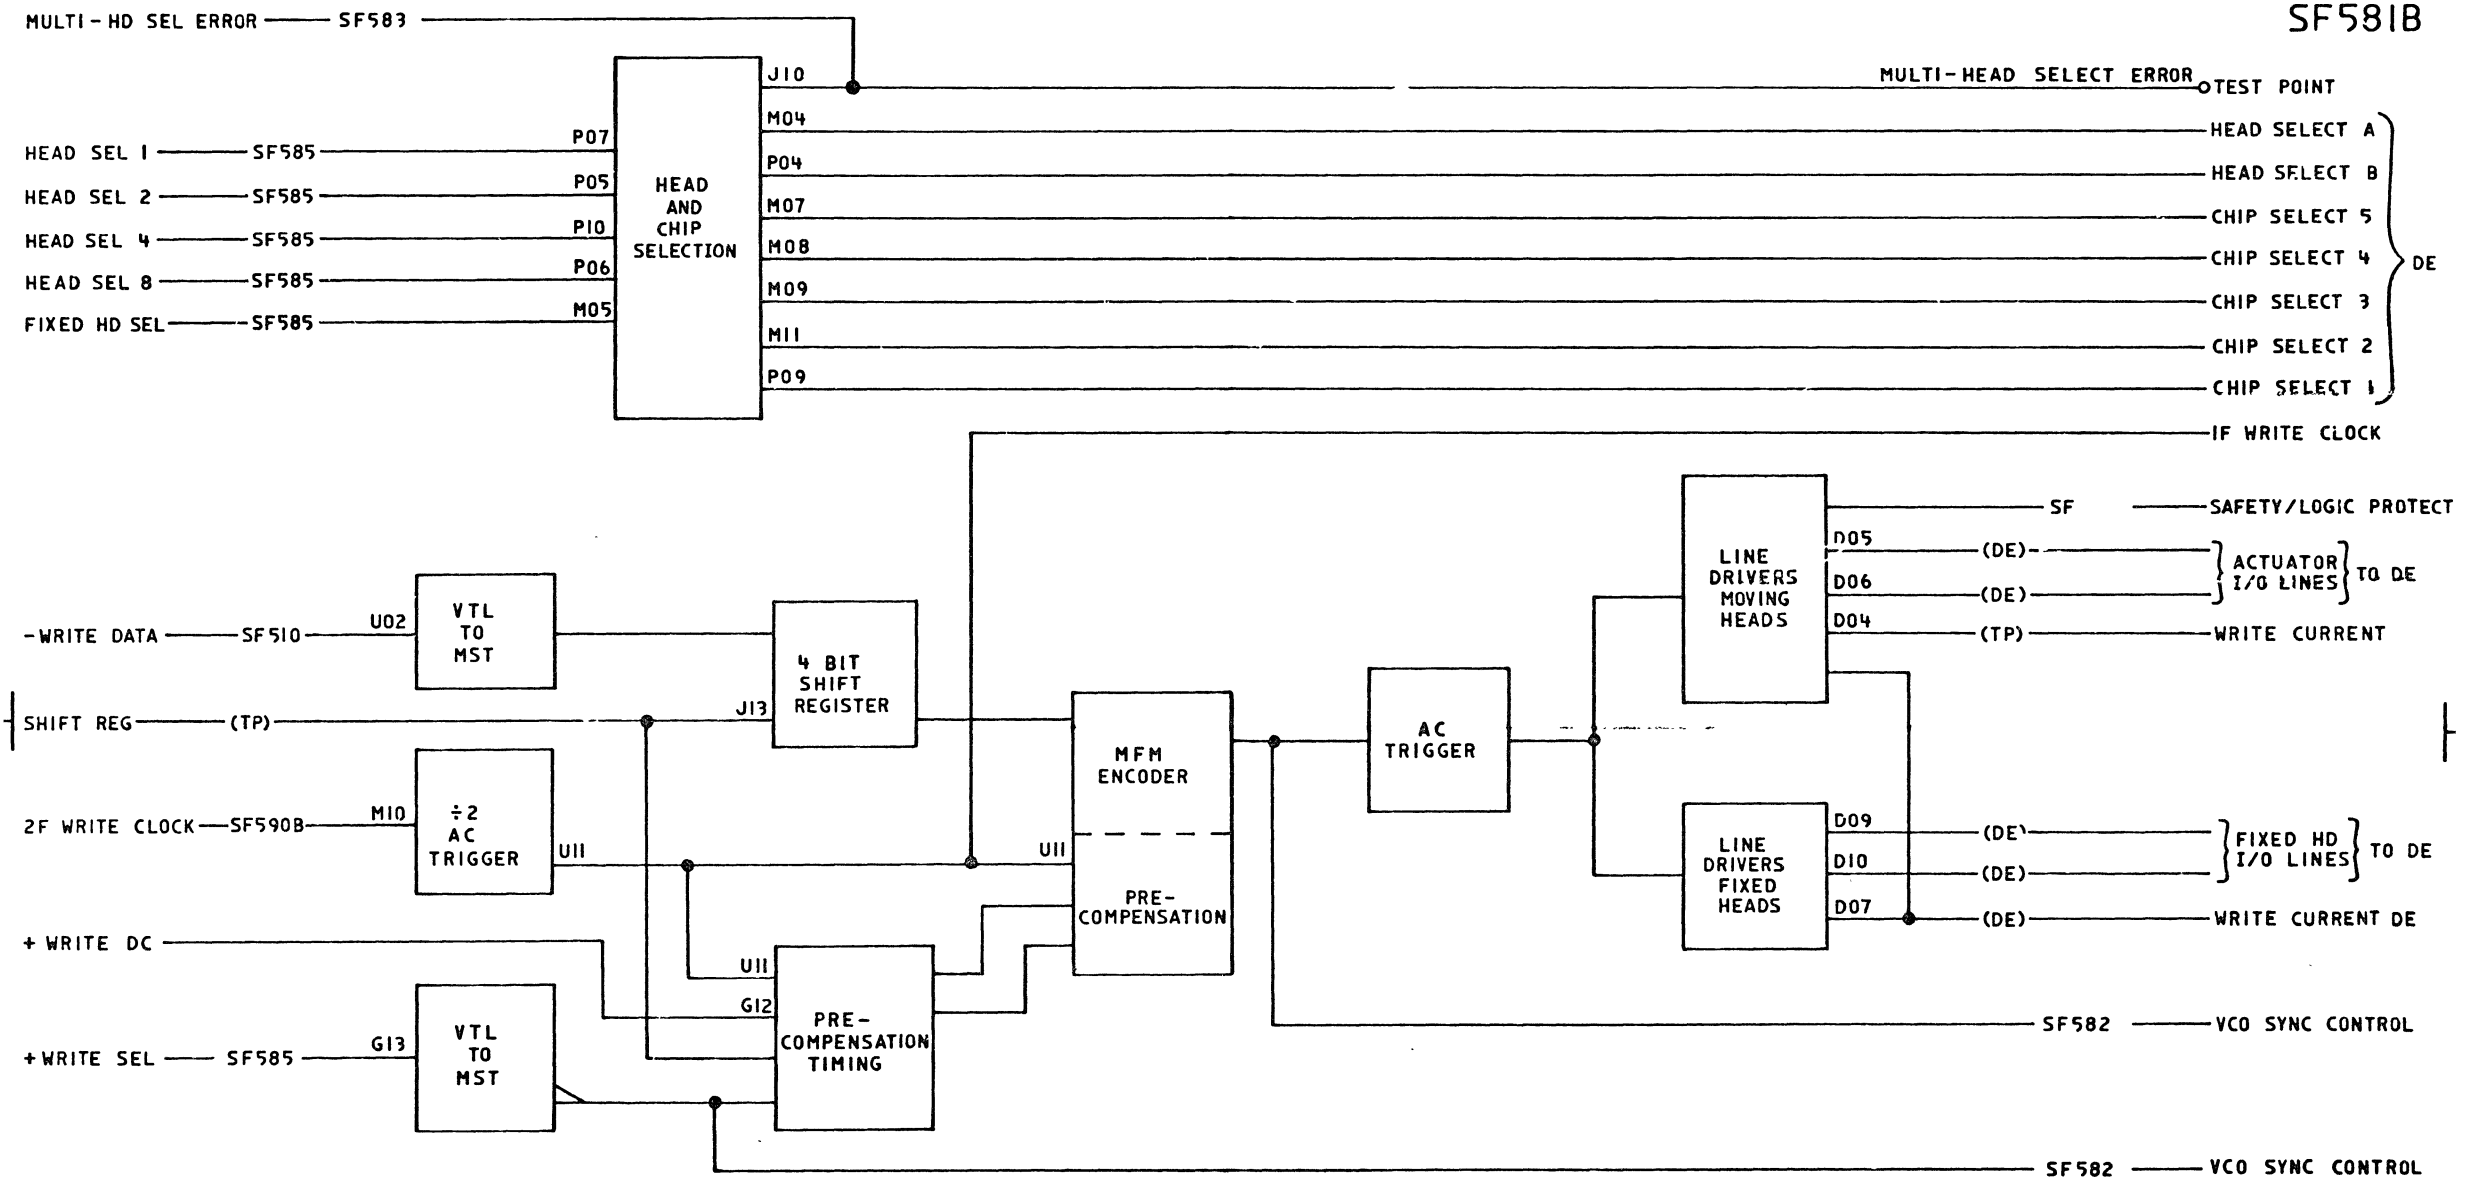 SF581B
MULTI-HD SEL ERROR SF583
J10 MULTI-HEAD SELECT ERROR TEST POINT
M04 HEAD SELECT A
HEAD SEL 1 SF585 P07
P04 HEAD SELECT B
HEAD SEL 2 SF585 P05
M07 CHIP SELECT 5
HEAD SEL 4 SF585 P10
M08 CHIP SELECT 4
HEAD SEL 8 SF585 P06
M09 CHIP SELECT 3
FIXED HD SEL SF585 M05
M11 CHIP SELECT 2
P09 CHIP SELECT 1
DE
HEAD
AND
CHIP
SELECTION
IF WRITE CLOCK
SF SAFETY/LOGIC PROTECT
D05 (DE)
D06 (DE)
ACTUATOR
I/O LINES
TO DE
D04 (TP) WRITE CURRENT
LINE
DRIVERS
MOVING
HEADS
-WRITE DATA SF510 U02
VTL
TO
MST
4 BIT
SHIFT
REGISTER
SHIFT REG (TP) J13
2F WRITE CLOCK SF590B M10
÷2
AC
TRIGGER
U11 U11
MFM
ENCODER
PRE-
COMPENSATION
AC
TRIGGER
LINE
DRIVERS
FIXED
HEADS
D09 (DE)
D10 (DE)
FIXED HD
I/O LINES
TO DE
D07 (DE) WRITE CURRENT DE
+ WRITE DC
U11
G12
PRE-
COMPENSATION
TIMING
+WRITE SEL SF585 G13
VTL
TO
MST
SF582 VCO SYNC CONTROL
SF582 VCO SYNC CONTROL